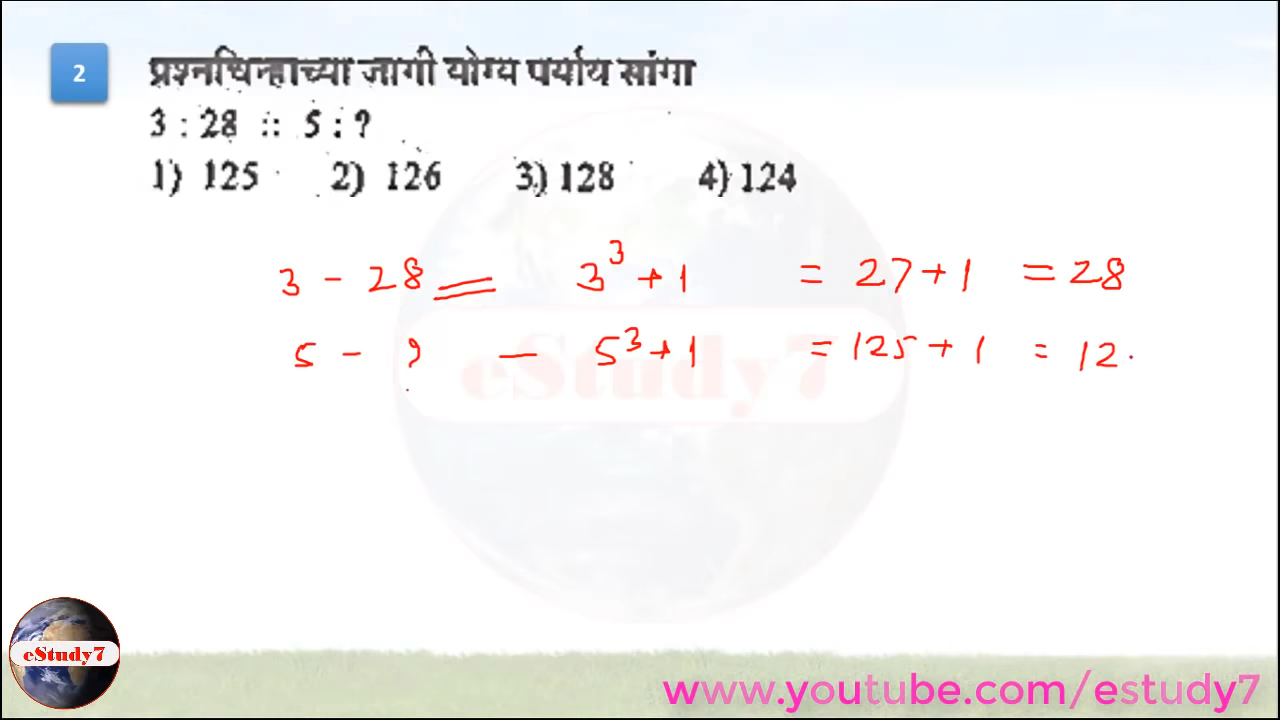 2
प्रश्नचिन्हाच्या जागी योग्य पर्याय सांगा
3 : 28 :: 5 : ?
1) 125 2) 126 3) 128 4) 124
3 - 28 = 3³ + 1 = 27 + 1 = 28
5 - ? - 5³ + 1 = 125 + 1 = 12
eStudy7
eStudy7
www.youtube.com/estudy7